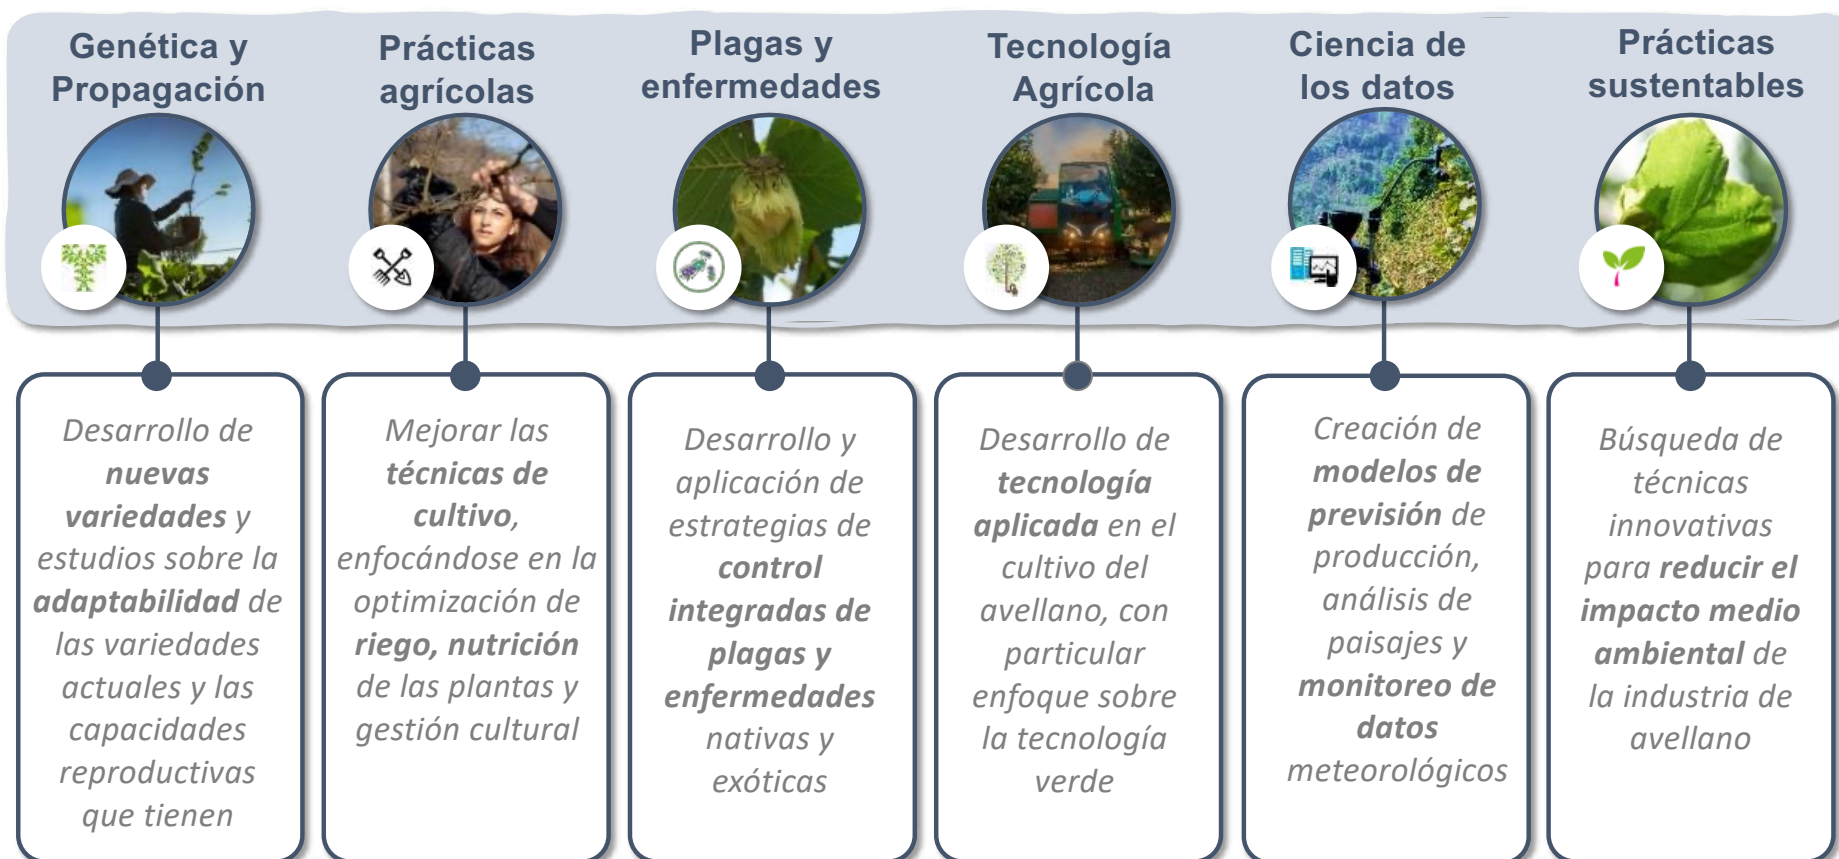 Genética y
Propagación
Prácticas
agrícolas
Plagas y
enfermedades
Tecnología
Agrícola
Ciencia de
los datos
Prácticas
sustentables
Desarrollo de
nuevas
variedades y
estudios sobre la
adaptabilidad de
las variedades
actuales y las
capacidades
reproductivas
que tienen
Mejorar las
técnicas de
cultivo,
enfocándose en la
optimización de
riego, nutrición
de las plantas y
gestión cultural
Desarrollo y
aplicación de
estrategias de
control
integradas de
plagas y
enfermedades
nativas y
exóticas
Desarrollo de
tecnología
aplicada en el
cultivo del
avellano, con
particular
enfoque sobre
la tecnología
verde
Creación de
modelos de
previsión de
producción,
análisis de
paisajes y
monitoreo de
datos
meteorológicos
Búsqueda de
técnicas
innovativas
para reducir el
impacto medio
ambiental de
la industria de
avellano